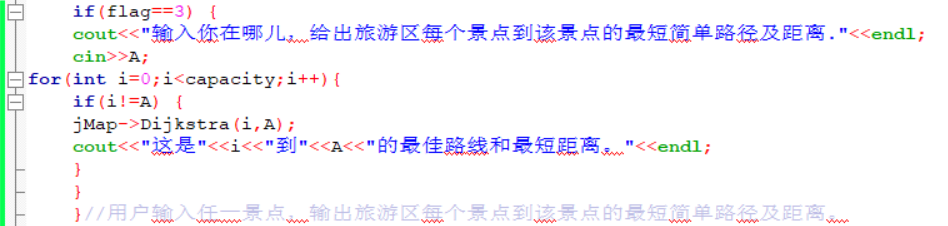 if(flag==3) {
cout<<"输入你在哪儿，给出旅游区每个景点到该景点的最短简单路径及距离."<<endl;
cin>>A;
for(int i=0;i<capacity;i++){
if(i!=A) {
jMap->Dijkstra(i,A);
cout<<"这是"<<i<<"到"<<A<<"的最佳路线和最短距离。"<<endl;
}
}
}//用户输入任一景点，输出旅游区每个景点到该景点的最短简单路径及距离。